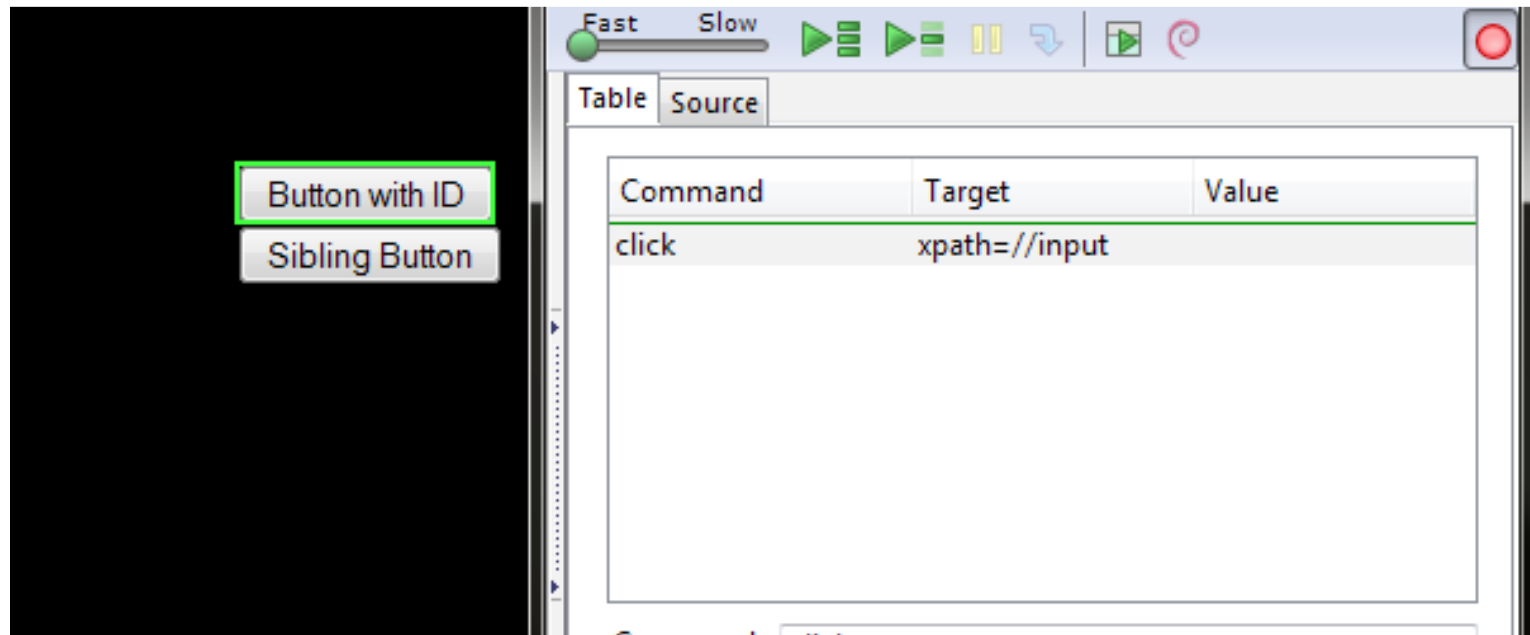 Fast Slow
Table Source
Button with ID
Sibling Button
Command Target Value
click xpath=//input